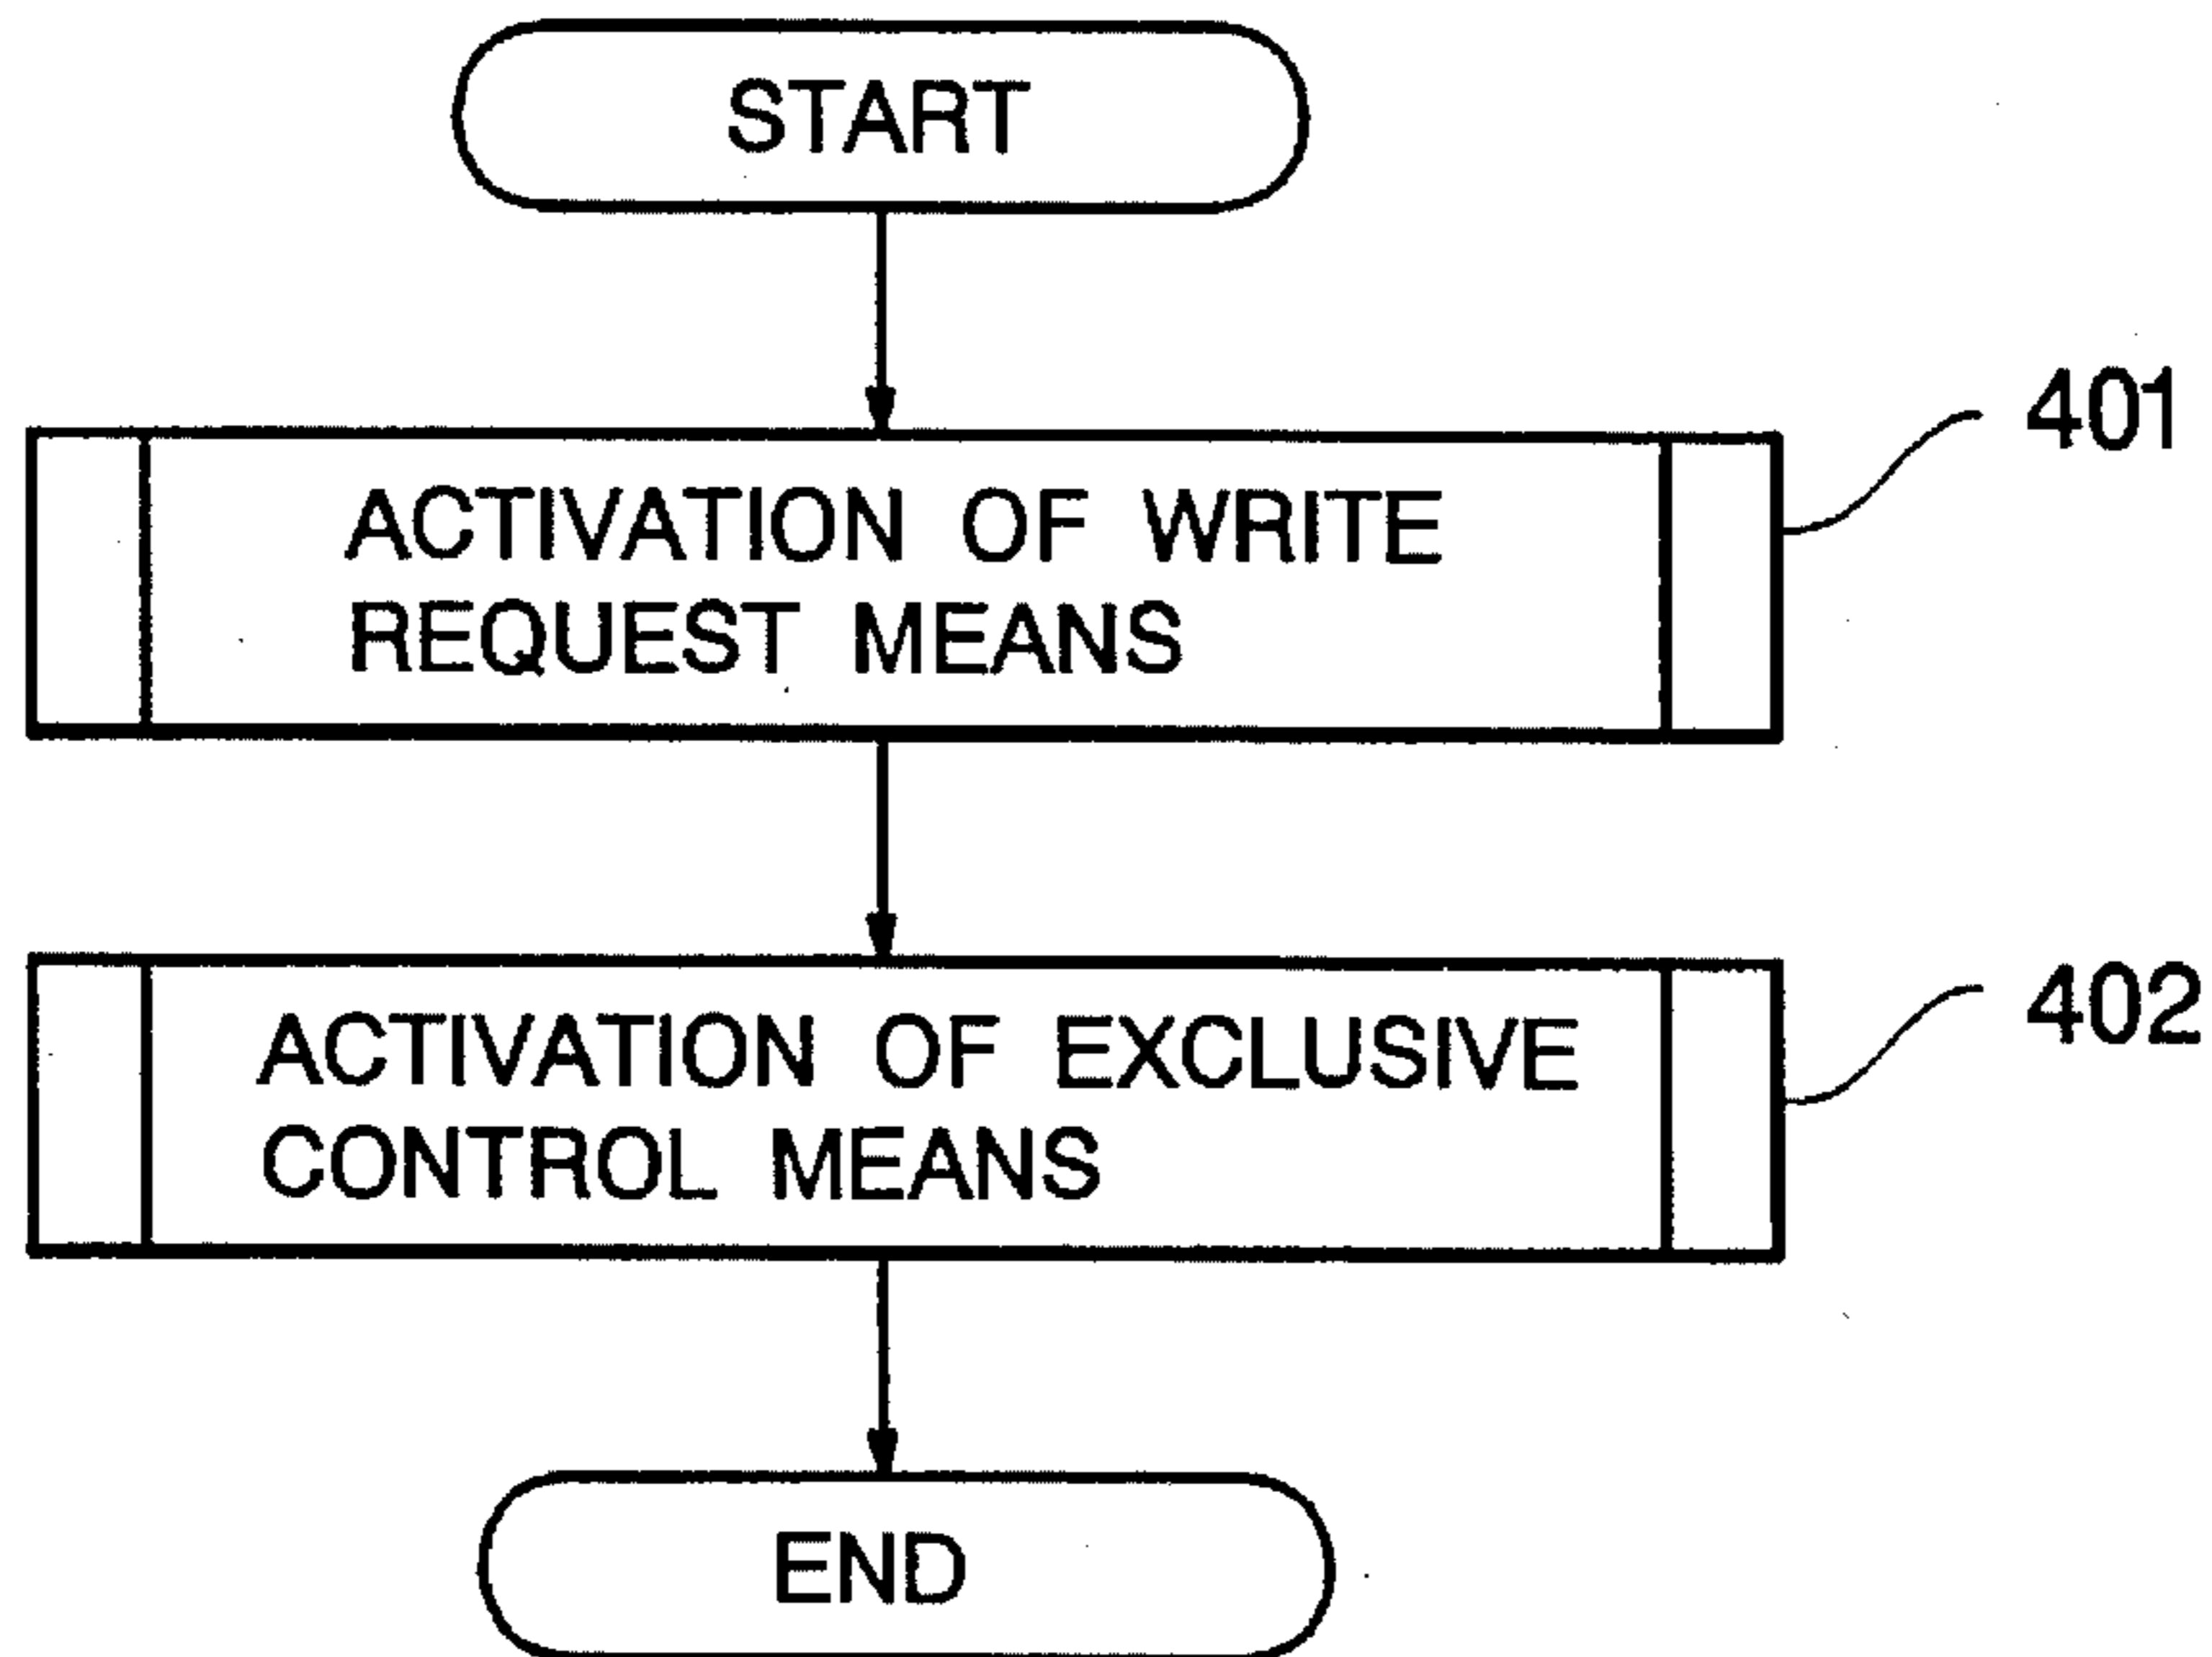 START
401
ACTIVATION OF WRITE
REQUEST MEANS
402
ACTIVATION OF EXCLUSIVE
CONTROL MEANS
END